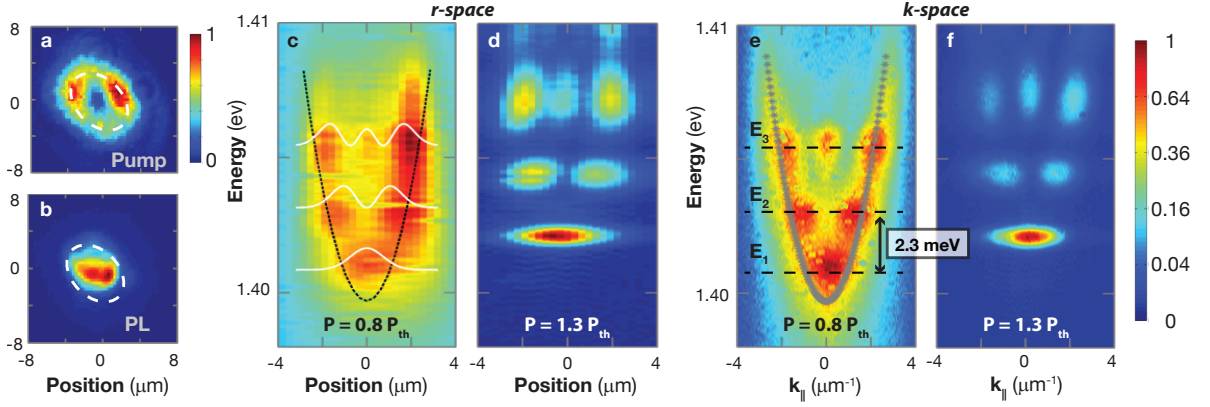 r-space
k-space
a
8
0
-8
1
0
Pump
b
8
0
-8
PL
-8
0
8
Position (μm)
Energy (ev)
1.41
1.40
c
P = 0.8 Pth
-4
0
4
Position (μm)
d
P = 1.3 Pth
-4
0
4
Position (μm)
Energy (ev)
1.41
1.40
e
E3
E2
E1
2.3 meV
P = 0.8 Pth
-4
0
4
k|| (μm⁻¹)
f
P = 1.3 Pth
-4
0
4
k|| (μm⁻¹)
1
0.64
0.36
0.16
0.04
0